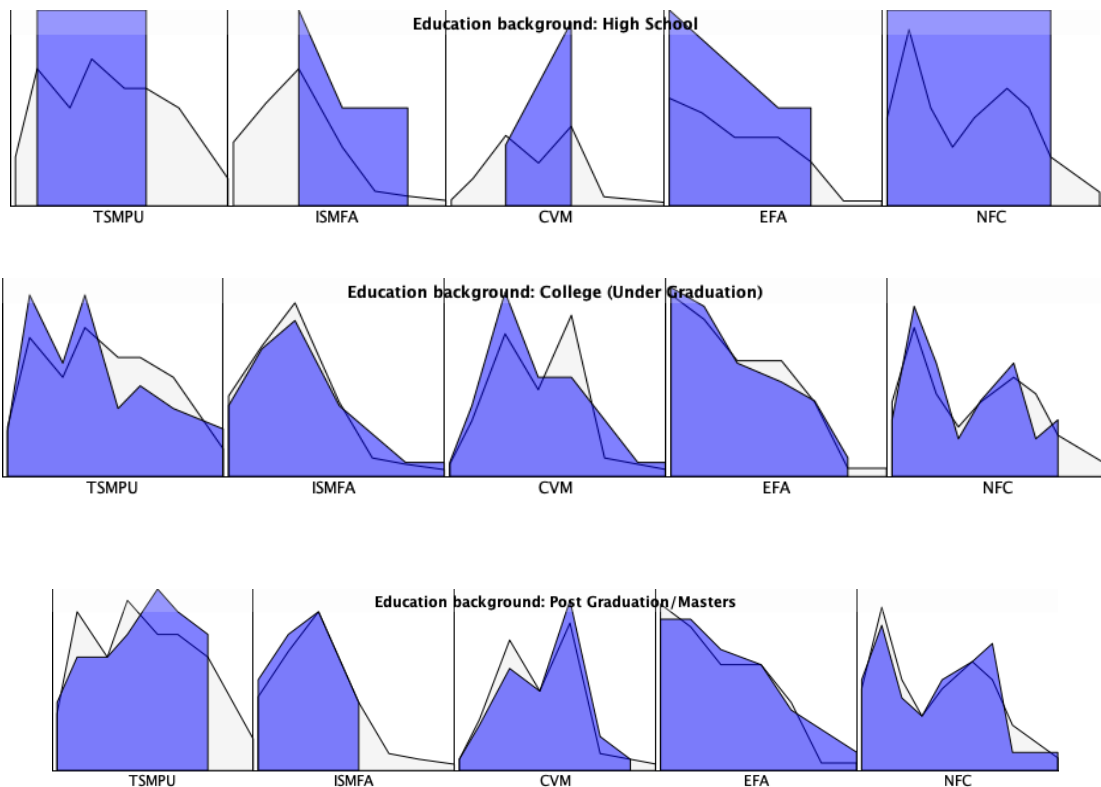 Education background: High School
TSMPU ISMFA CVM EFA NFC
Education background: College (Under Graduation)
TSMPU ISMFA CVM EFA NFC
Education background: Post Graduation/Masters
TSMPU ISMFA CVM EFA NFC